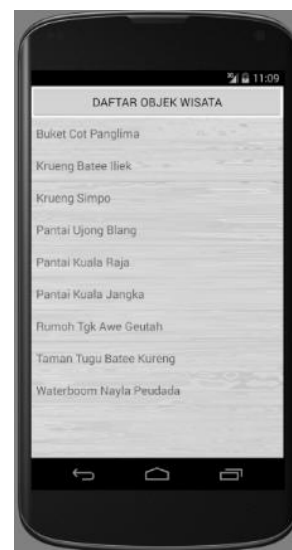 11:09
DAFTAR OBJEK WISATA
Buket Cot Panglima
Krueng Batee Iliek
Krueng Simpo
Pantai Ujong Blang
Pantai Kuala Raja
Pantai Kuala Jangka
Rumoh Tgk Awe Geutah
Taman Tugu Batee Kureng
Waterboom Nayla Peudada